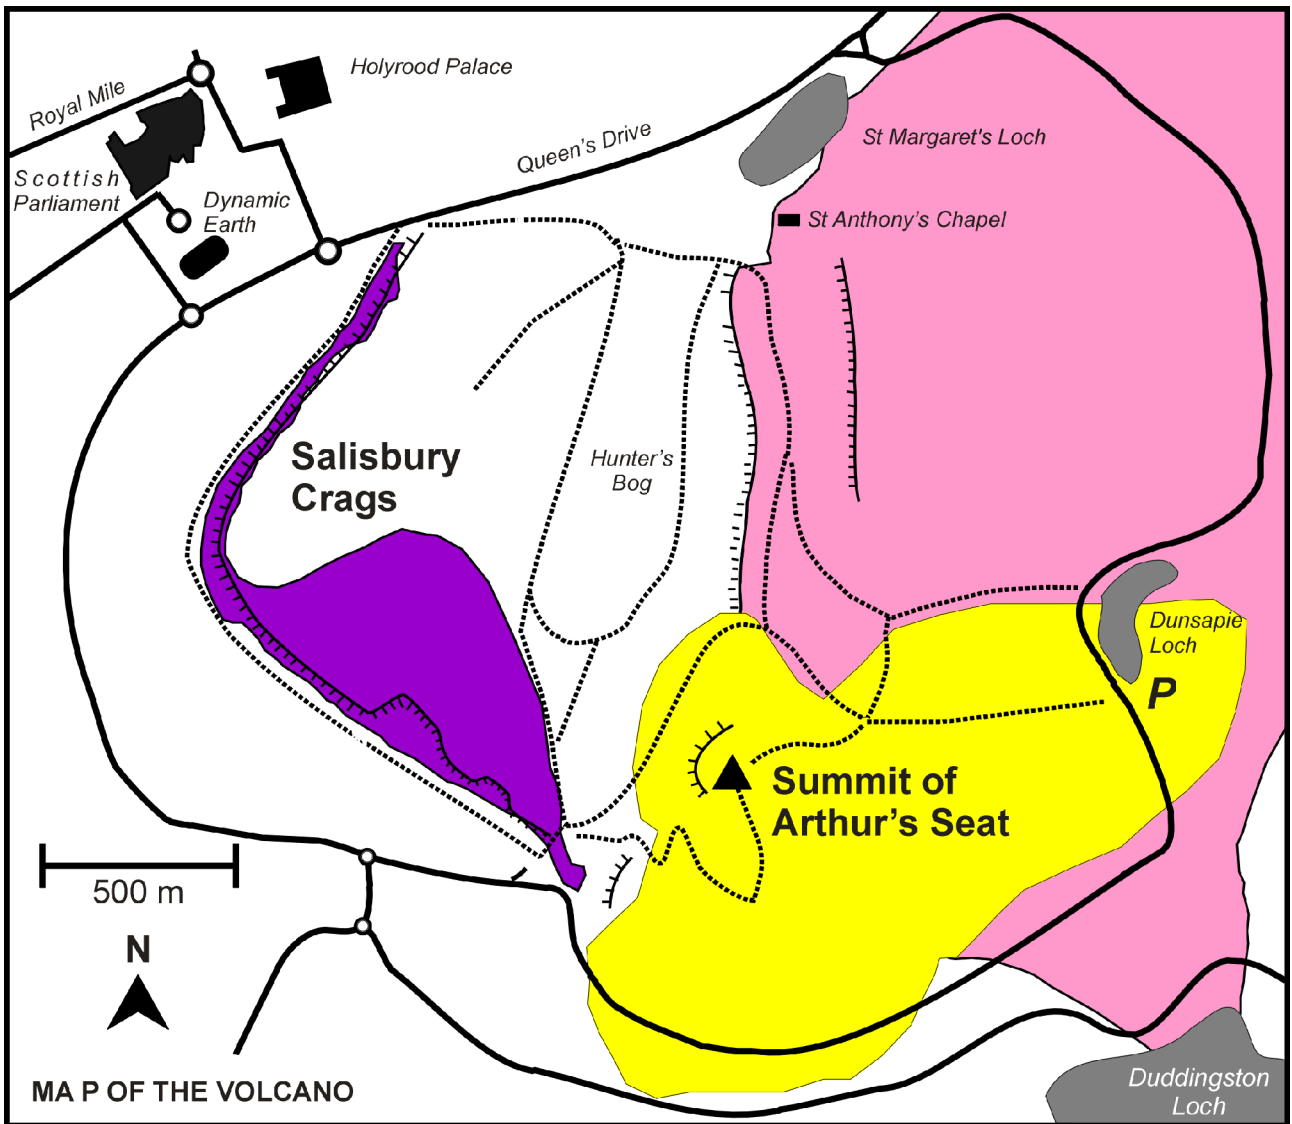 Holyrood Palace
Royal Mile
Queen's Drive
St Margaret's Loch
Scottish
Parliament
Dynamic
Earth
St Anthony's Chapel
Salisbury
Crags
Hunter's
Bog
Dunsapie
Loch
P
Summit of
Arthur's Seat
500 m
N
MA P OF THE VOLCANO
Duddingston
Loch